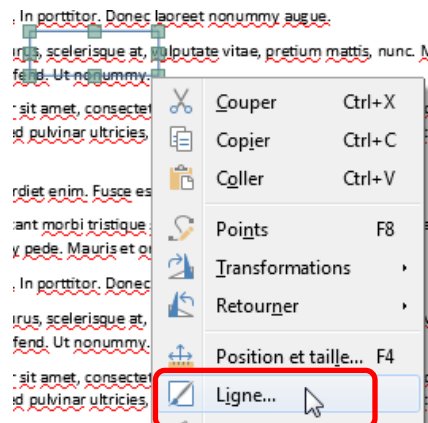 . In porttitor. Donec laoreet nonummy augue.
scelerisque at, vulputate vitae, pretium mattis, nunc. M
fend. Ut nonummy.
r sit amet, consectet
ed pulvinar ultricies,
rdiet enim. Fusce es
cant morbi tristique
y pede. Mauris et or
. In porttitor. Donec
urus, scelerisque at,
fend. Ut nonummy.
r sit amet, consectet
ed pulvinar ultricies,
Couper Ctrl+X
Copier Ctrl+C
Coller Ctrl+V
Points F8
Transformations
Retourner
Position et taille... F4
Ligne...